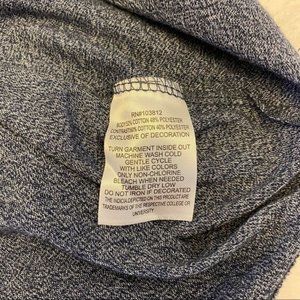 RN#103812
BODY:52% COTTON 48% POLYESTER
CONTRAST:60% COTTON 40% POLYESTER
EXCLUSIVE OF DECORATION
TURN GARMENT INSIDE OUT
MACHINE WASH COLD
GENTLE CYCLE
WITH LIKE COLORS
ONLY NON-CHLORINE
BLEACH WHEN NEEDED
TUMBLE DRY LOW
DO NOT IRON IF DECORATED
THE INDICIA DEPICTED ON THIS PRODUCT ARE
TRADEMARKS OF THE RESPECTIVE COLLEGE OR
UNIVERSITY